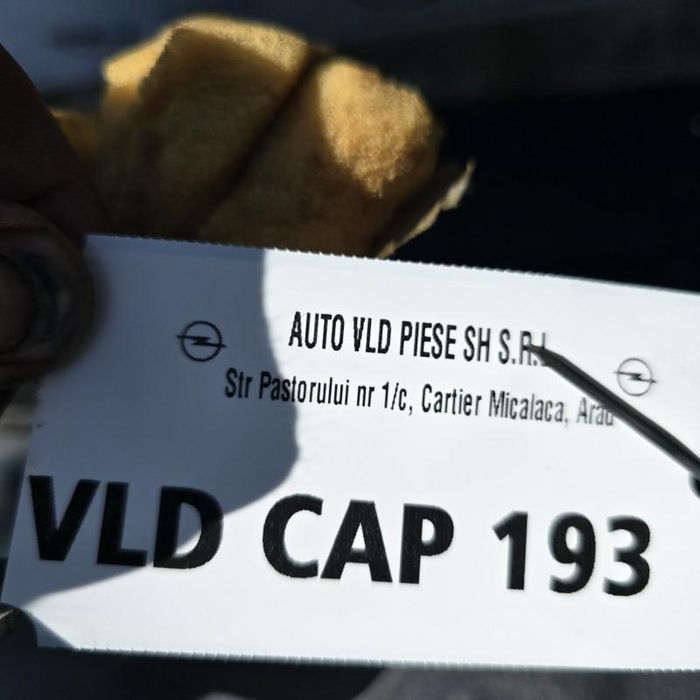 AUTO VLD PIESE SH S.R.L
Str Pastorului nr 1/c, Cartier Micalaca, Arad
VLD CAP 193